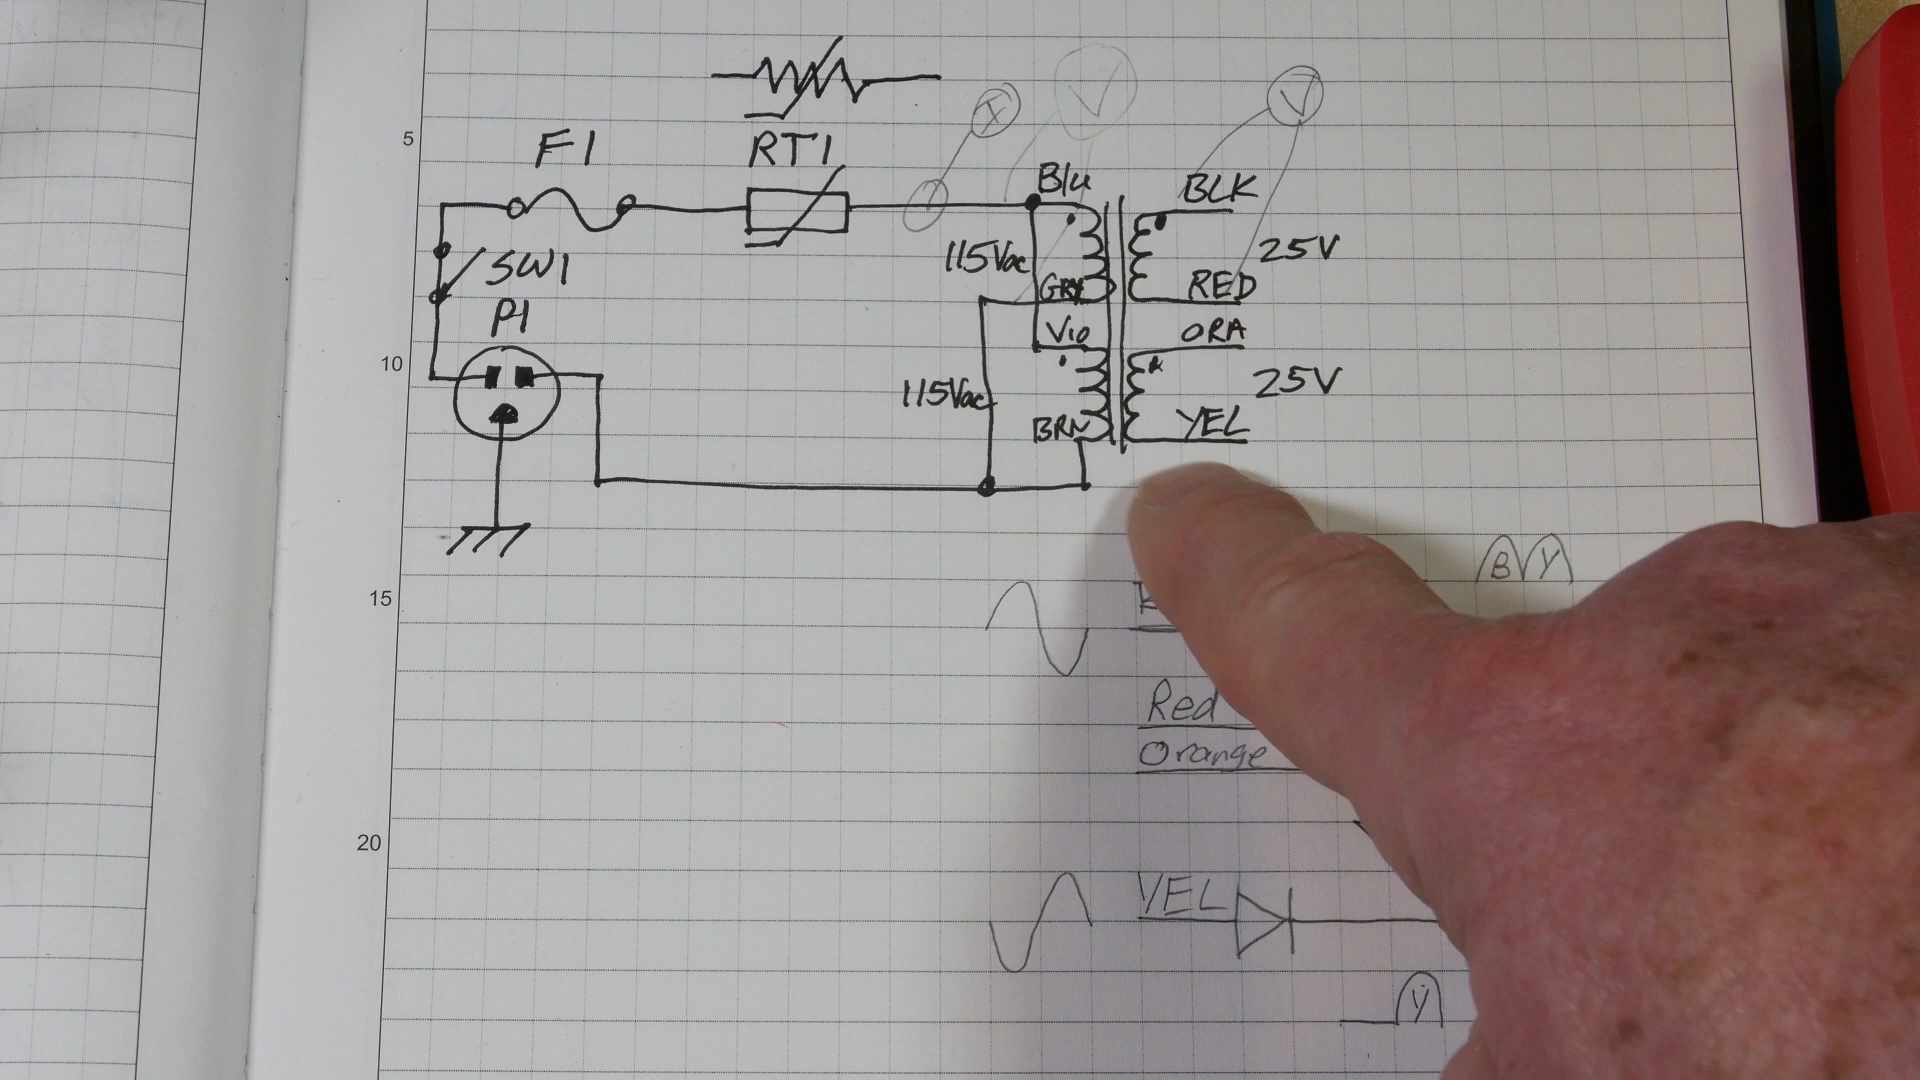 5
F1
RT1
I
V
V
Blu
BLK
115Vac
25V
SW1
GRY
RED
P1
Vio
ORA
10
115Vac
25V
BRN
YEL
B Y
15
Red
Orange
20
YEL
Y